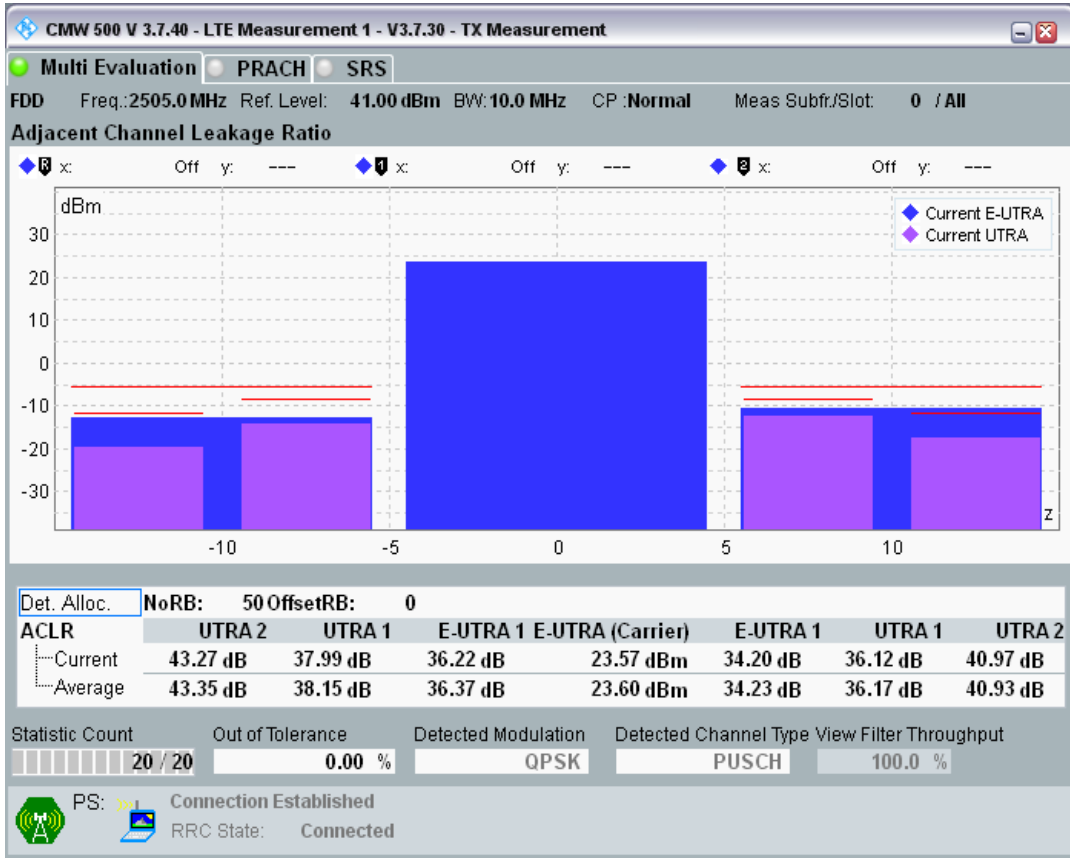 CMW 500 V 3.7.40 - LTE Measurement 1 - V3.7.30 - TX Measurement
Multi Evaluation PRACH SRS
FDD Freq.:2505.0 MHz Ref. Level: 41.00 dBm BW:10.0 MHz CP :Normal Meas Subfr./Slot: 0 / All
Adjacent Channel Leakage Ratio
R x: Off y: --- 1 x: Off y: --- 2 x: Off y: ---
dBm
Current E-UTRA
Current UTRA
30
20
10
0
-10
-20
-30
z
-10 -5 0 5 10
Det. Alloc. NoRB: 50 OffsetRB: 0
ACLR UTRA 2 UTRA 1 E-UTRA 1 E-UTRA (Carrier) E-UTRA 1 UTRA 1 UTRA 2
Current 43.27 dB 37.99 dB 36.22 dB 23.57 dBm 34.20 dB 36.12 dB 40.97 dB
Average 43.35 dB 38.15 dB 36.37 dB 23.60 dBm 34.23 dB 36.17 dB 40.93 dB
Statistic Count Out of Tolerance Detected Modulation Detected Channel Type View Filter Throughput
20 / 20 0.00 % QPSK PUSCH 100.0 %
PS: Connection Established
RRC State: Connected